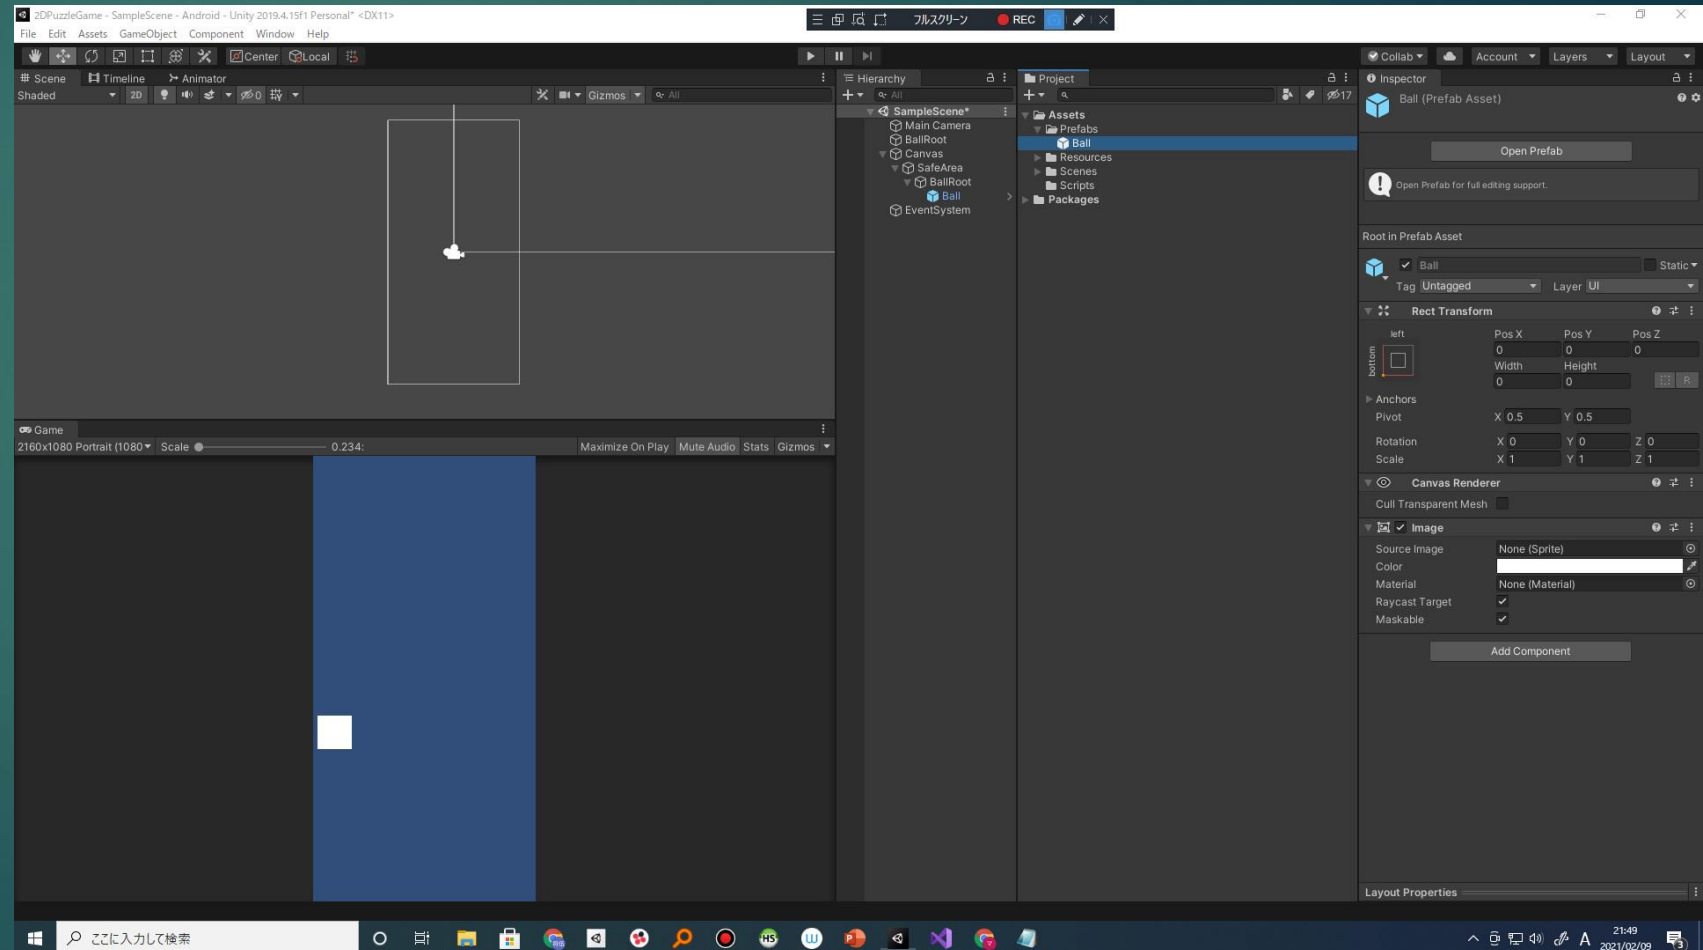 2DPuzzleGame - SampleScene - Android - Unity 2019.4.15f1 Personal* <DX11>
フルスクリーン
REC
File Edit Assets GameObject Component Window Help
Center Local
Collab Account Layers Layout
Scene Timeline Animator
Shaded 2D 0 Gizmos All
Hierarchy
All
SampleScene*
Main Camera
BallRoot
Canvas
SafeArea
BallRoot
Ball
EventSystem
Project
17
Assets
Prefabs
Ball
Resources
Scenes
Scripts
Packages
Inspector
Ball (Prefab Asset)
Open Prefab
Open Prefab for full editing support.
Root in Prefab Asset
Ball Static
Tag Untagged Layer UI
Rect Transform
left Pos X Pos Y Pos Z
bottom 0 0 0
Width Height
0 0 R
Anchors
Pivot X 0.5 Y 0.5
Rotation X 0 Y 0 Z 0
Scale X 1 Y 1 Z 1
Canvas Renderer
Cull Transparent Mesh
Image
Source Image None (Sprite)
Color
Material None (Material)
Raycast Target
Maskable
Add Component
Layout Properties
Game
2160x1080 Portrait (1080 Scale 0.234: Maximize On Play Mute Audio Stats Gizmos
ここに入力して検索
HS
A
21:49
2021/02/09
3